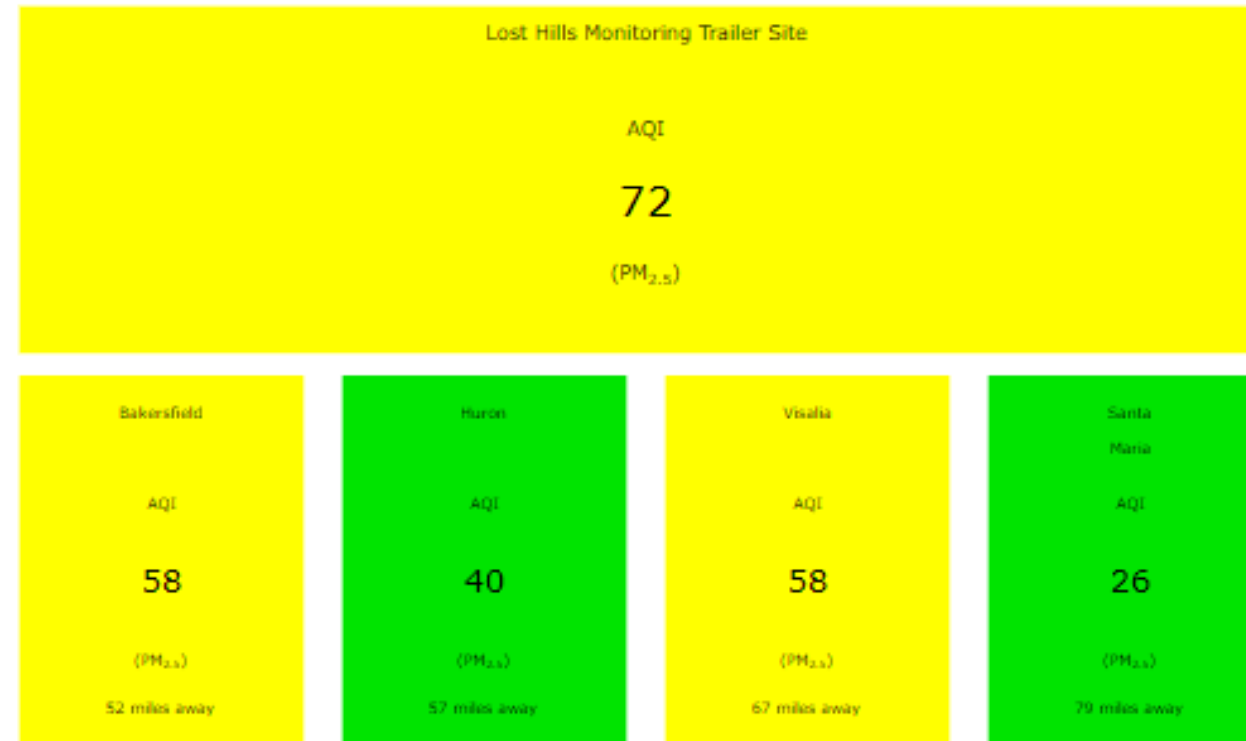 Lost Hills Monitoring Trailer Site
AQI
72
(PM₂.₅)
Bakersfield
AQI
58
(PM₂.₅)
52 miles away
Huron
AQI
40
(PM₂.₅)
57 miles away
Visalia
AQI
58
(PM₂.₅)
67 miles away
Santa
Maria
AQI
26
(PM₂.₅)
79 miles away